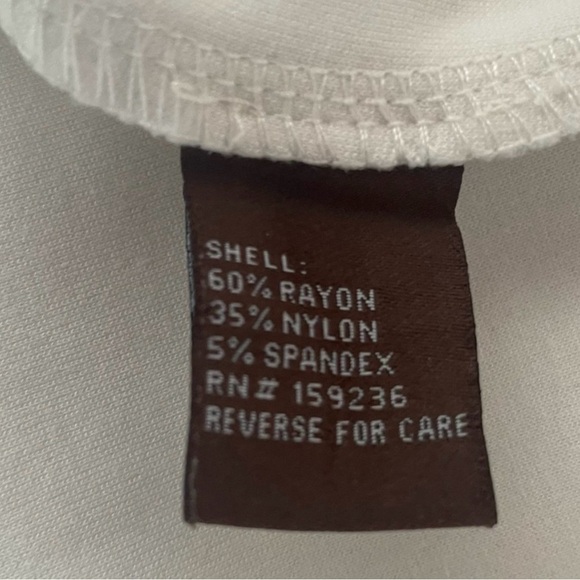 SHELL:
60% RAYON
35% NYLON
5% SPANDEX
RN# 159236
REVERSE FOR CARE